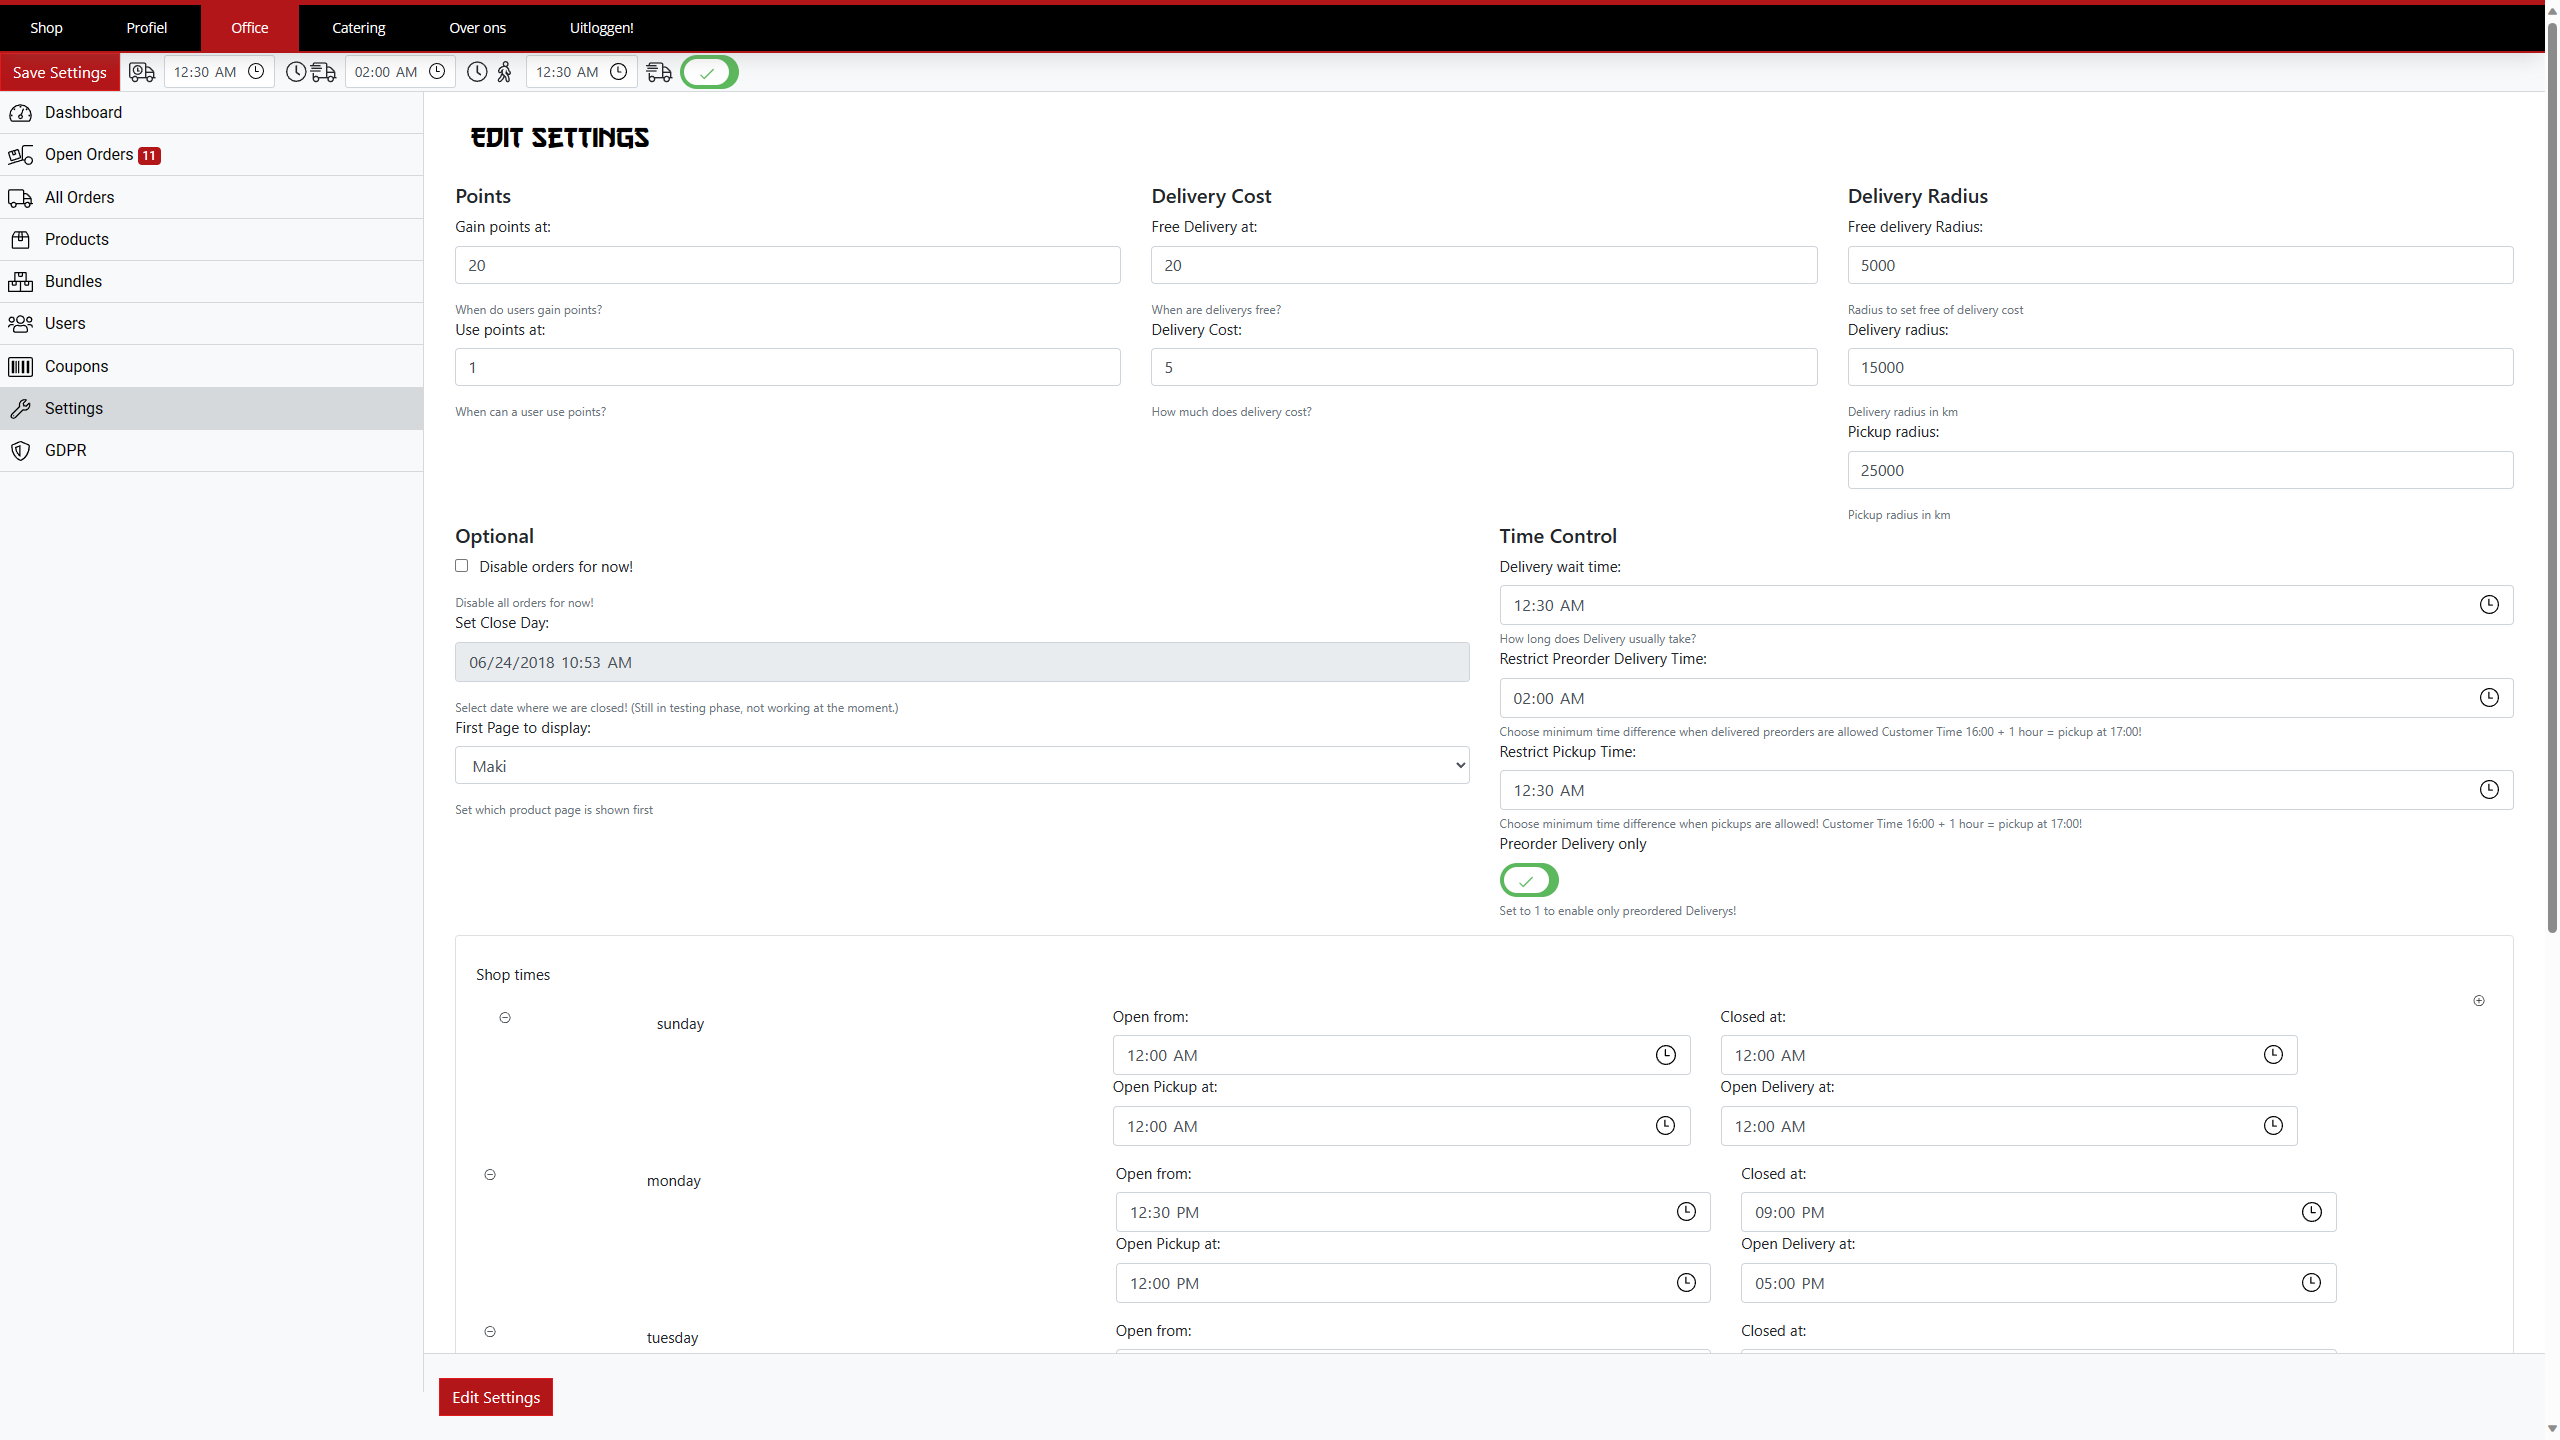 Shop Profiel Office Catering Over ons Uitloggen!
Save Settings 12:30 AM 02:00 AM 12:30 AM
Dashboard
Open Orders 11
All Orders
Products
Bundles
Users
Coupons
Settings
GDPR
EDIT SETTINGS
Points
Gain points at:
20
When do users gain points?
Use points at:
1
When can a user use points?
Delivery Cost
Free Delivery at:
20
When are deliverys free?
Delivery Cost:
5
How much does delivery cost?
Delivery Radius
Free delivery Radius:
5000
Radius to set free of delivery cost
Delivery radius:
15000
Delivery radius in km
Pickup radius:
25000
Pickup radius in km
Optional
Disable orders for now!
Disable all orders for now!
Set Close Day:
06/24/2018 10:53 AM
Select date where we are closed! (Still in testing phase, not working at the moment.)
First Page to display:
Maki
Set which product page is shown first
Time Control
Delivery wait time:
12:30 AM
How long does Delivery usually take?
Restrict Preorder Delivery Time:
02:00 AM
Choose minimum time difference when delivered preorders are allowed Customer Time 16:00 + 1 hour = pickup at 17:00!
Restrict Pickup Time:
12:30 AM
Choose minimum time difference when pickups are allowed! Customer Time 16:00 + 1 hour = pickup at 17:00!
Preorder Delivery only
Set to 1 to enable only preordered Deliverys!
Shop times
sunday
Open from: Closed at:
12:00 AM 12:00 AM
Open Pickup at: Open Delivery at:
12:00 AM 12:00 AM
monday
Open from: Closed at:
12:30 PM 09:00 PM
Open Pickup at: Open Delivery at:
12:00 PM 05:00 PM
tuesday
Open from: Closed at:
Edit Settings